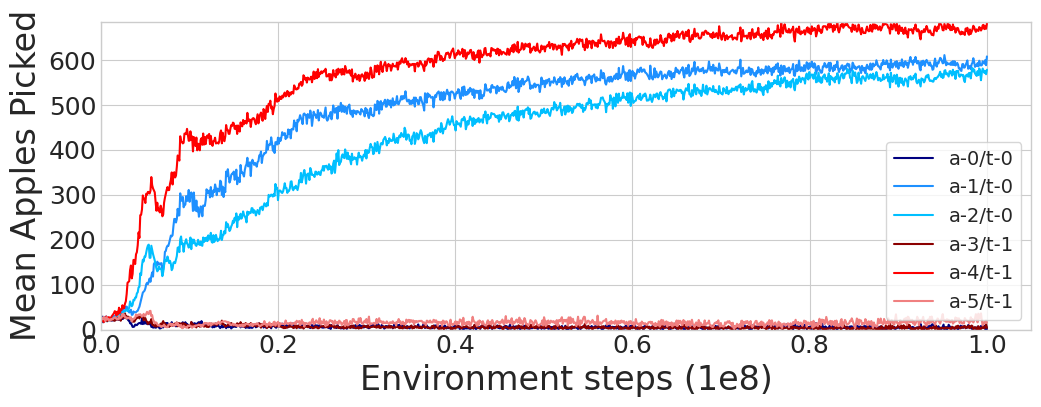 Mean Apples Picked
600
500
400
300
200
100
0
0.0 0.2 0.4 0.6 0.8 1.0
Environment steps (1e8)
a-0/t-0
a-1/t-0
a-2/t-0
a-3/t-1
a-4/t-1
a-5/t-1